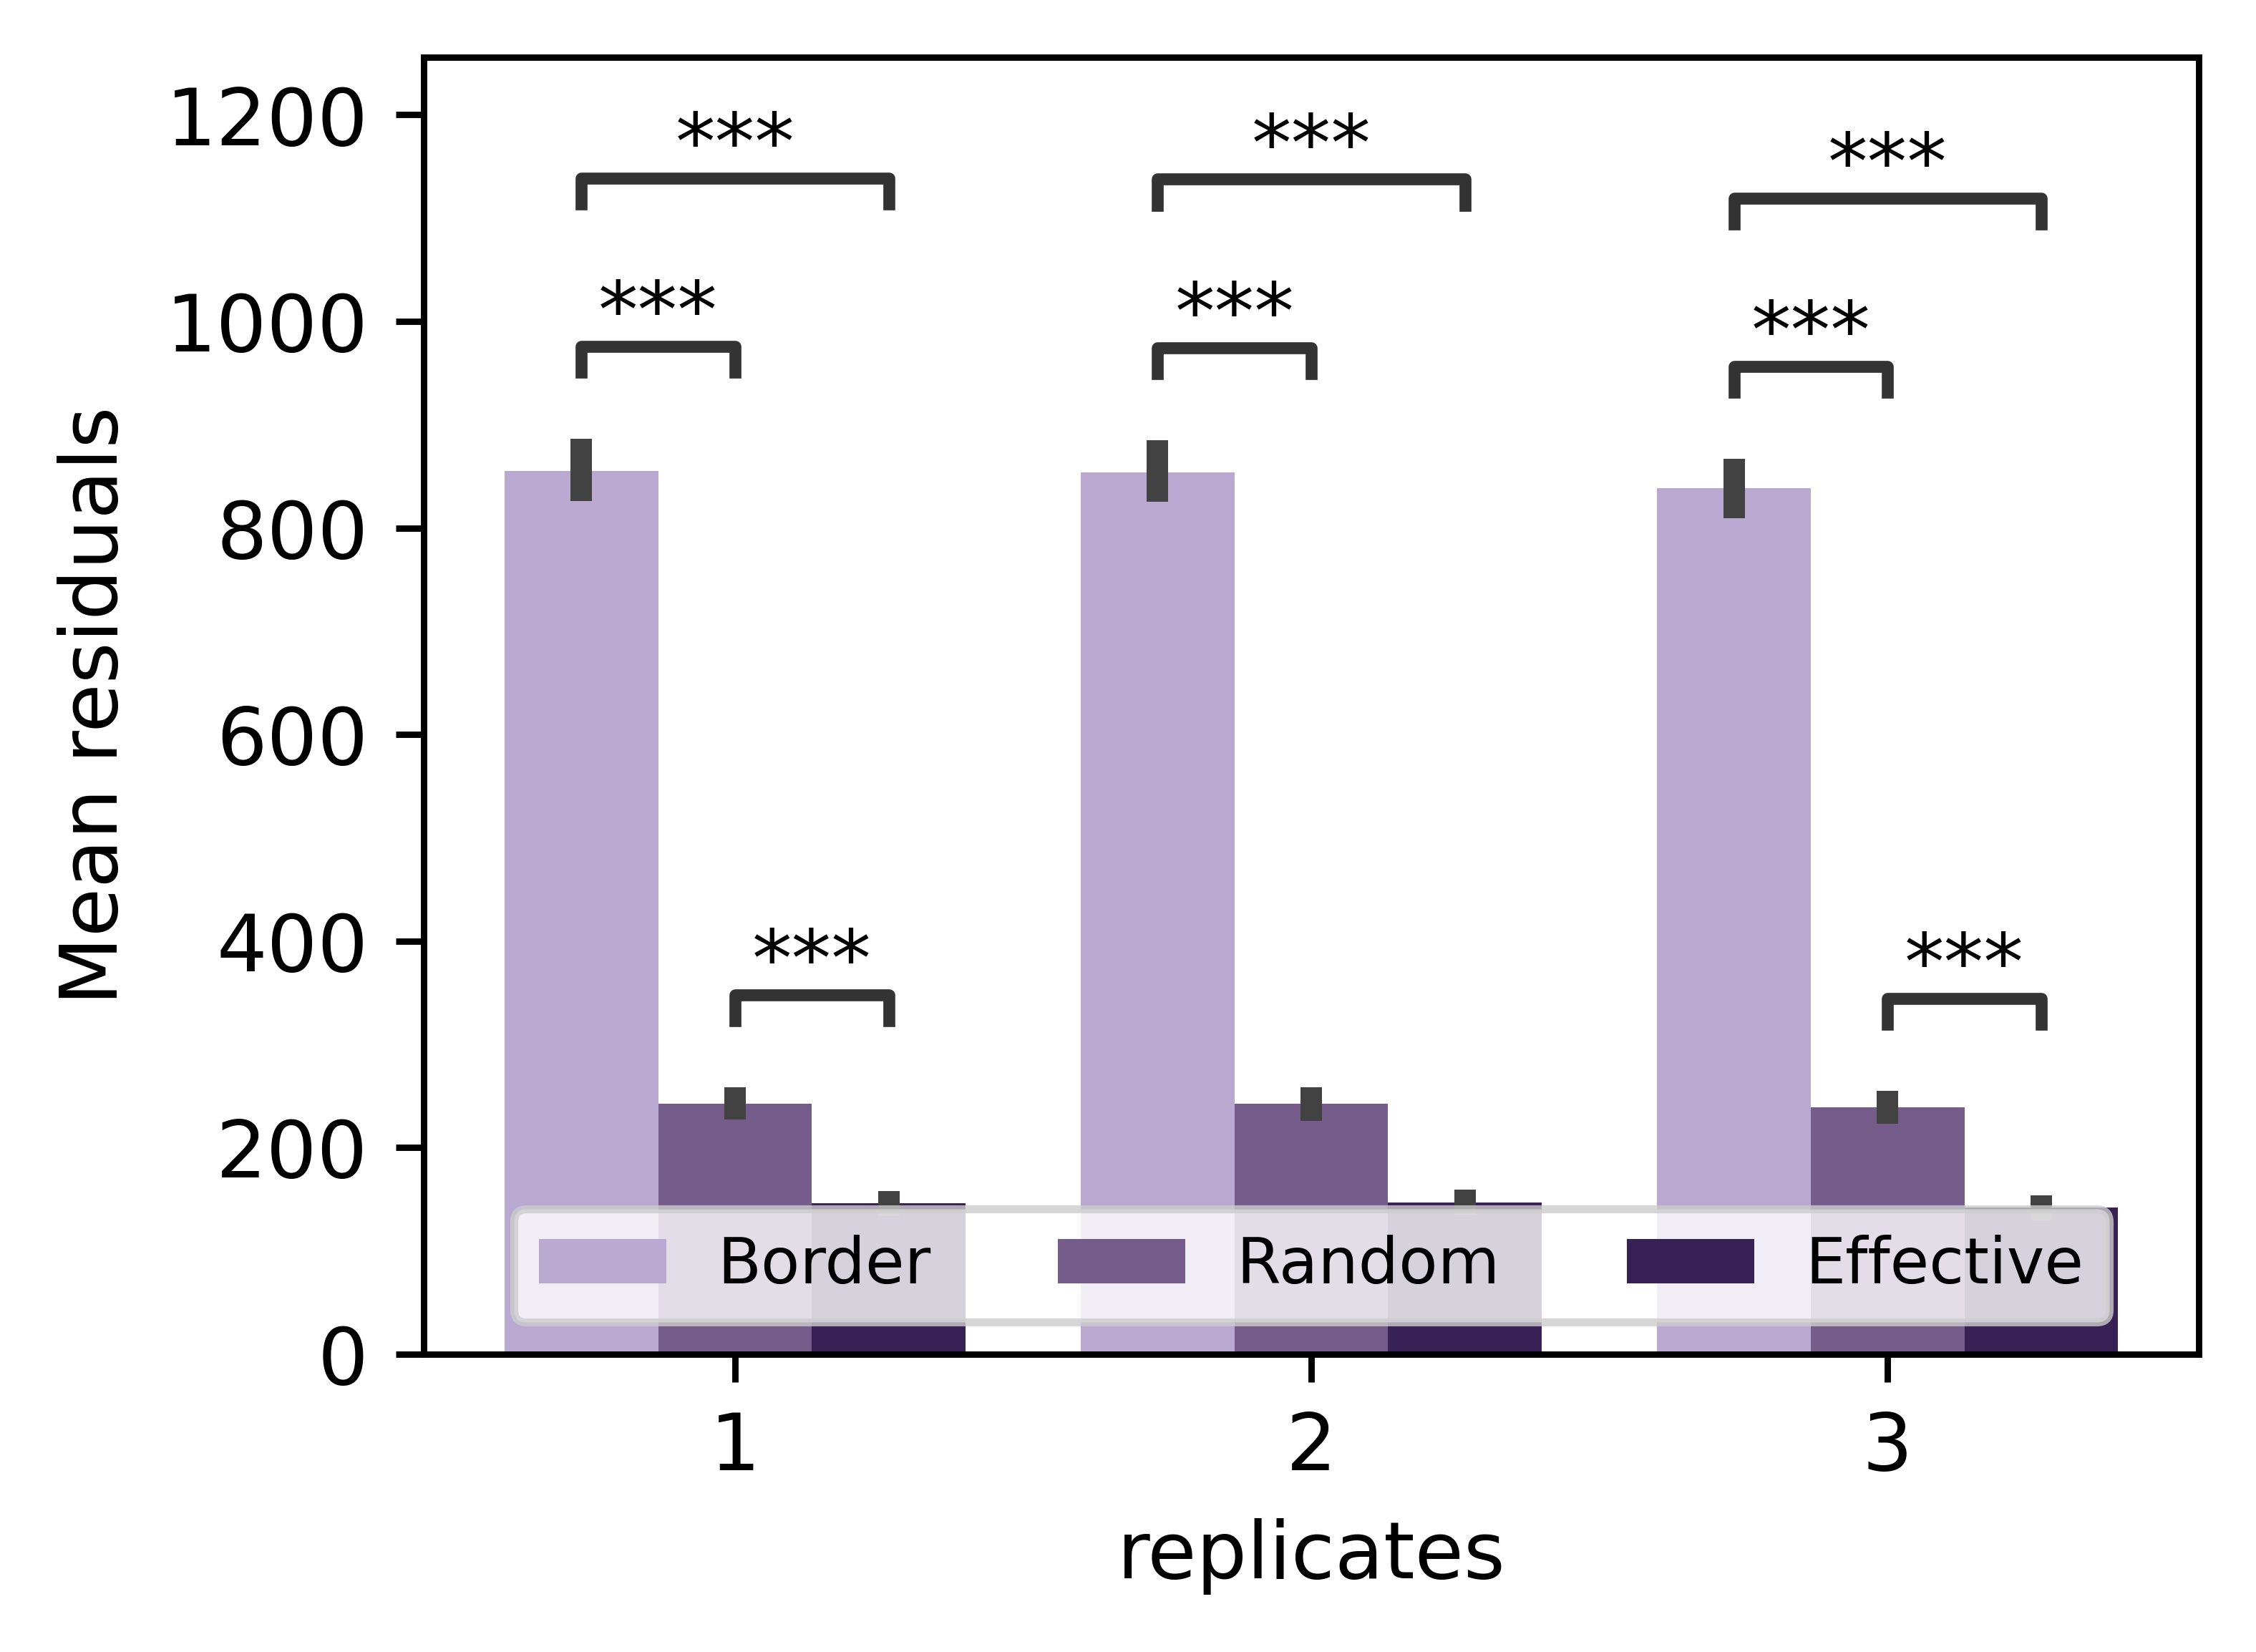 Mean residuals
1200
1000
800
600
400
200
0
*** *** ***
*** *** ***
*** ***
Border Random Effective
1 2 3
replicates